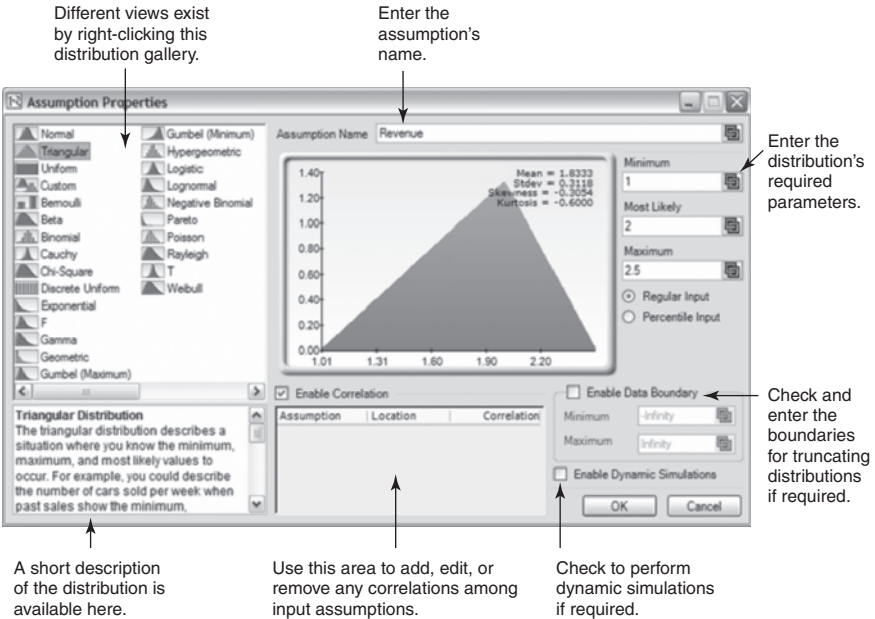 Different views exist
by right-clicking this
distribution gallery.
Enter the
assumption's
name.
Assumption Properties
Normal
Triangular
Uniform
Custom
Bernoulli
Beta
Binomial
Cauchy
Chi-Square
Discrete Uniform
Exponential
F
Gamma
Geometric
Gumbel (Maximum)
Gumbel (Minimum)
Hypergeometric
Logistic
Lognormal
Negative Binomial
Pareto
Poisson
Rayleigh
T
Weibull
Assumption Name Revenue
Mean = 1.8333
Stdev = 0.3118
Skewness = -0.3054
Kurtosis = -0.6000
1.40
1.20
1.00
0.80
0.60
0.40
0.20
0.00
1.01 1.31 1.60 1.90 2.20
Minimum
1
Most Likely
2
Maximum
2.5
Regular Input
Percentile Input
Enter the
distribution's
required
parameters.
Triangular Distribution
The triangular distribution describes a
situation where you know the minimum,
maximum, and most likely values to
occur. For example, you could describe
the number of cars sold per week when
past sales show the minimum,
Enable Correlation
Assumption Location Correlation
Enable Data Boundary
Minimum -Infinity
Maximum Infinity
Enable Dynamic Simulations
OK Cancel
Check and
enter the
boundaries
for truncating
distributions
if required.
A short description
of the distribution is
available here.
Use this area to add, edit, or
remove any correlations among
input assumptions.
Check to perform
dynamic simulations
if required.